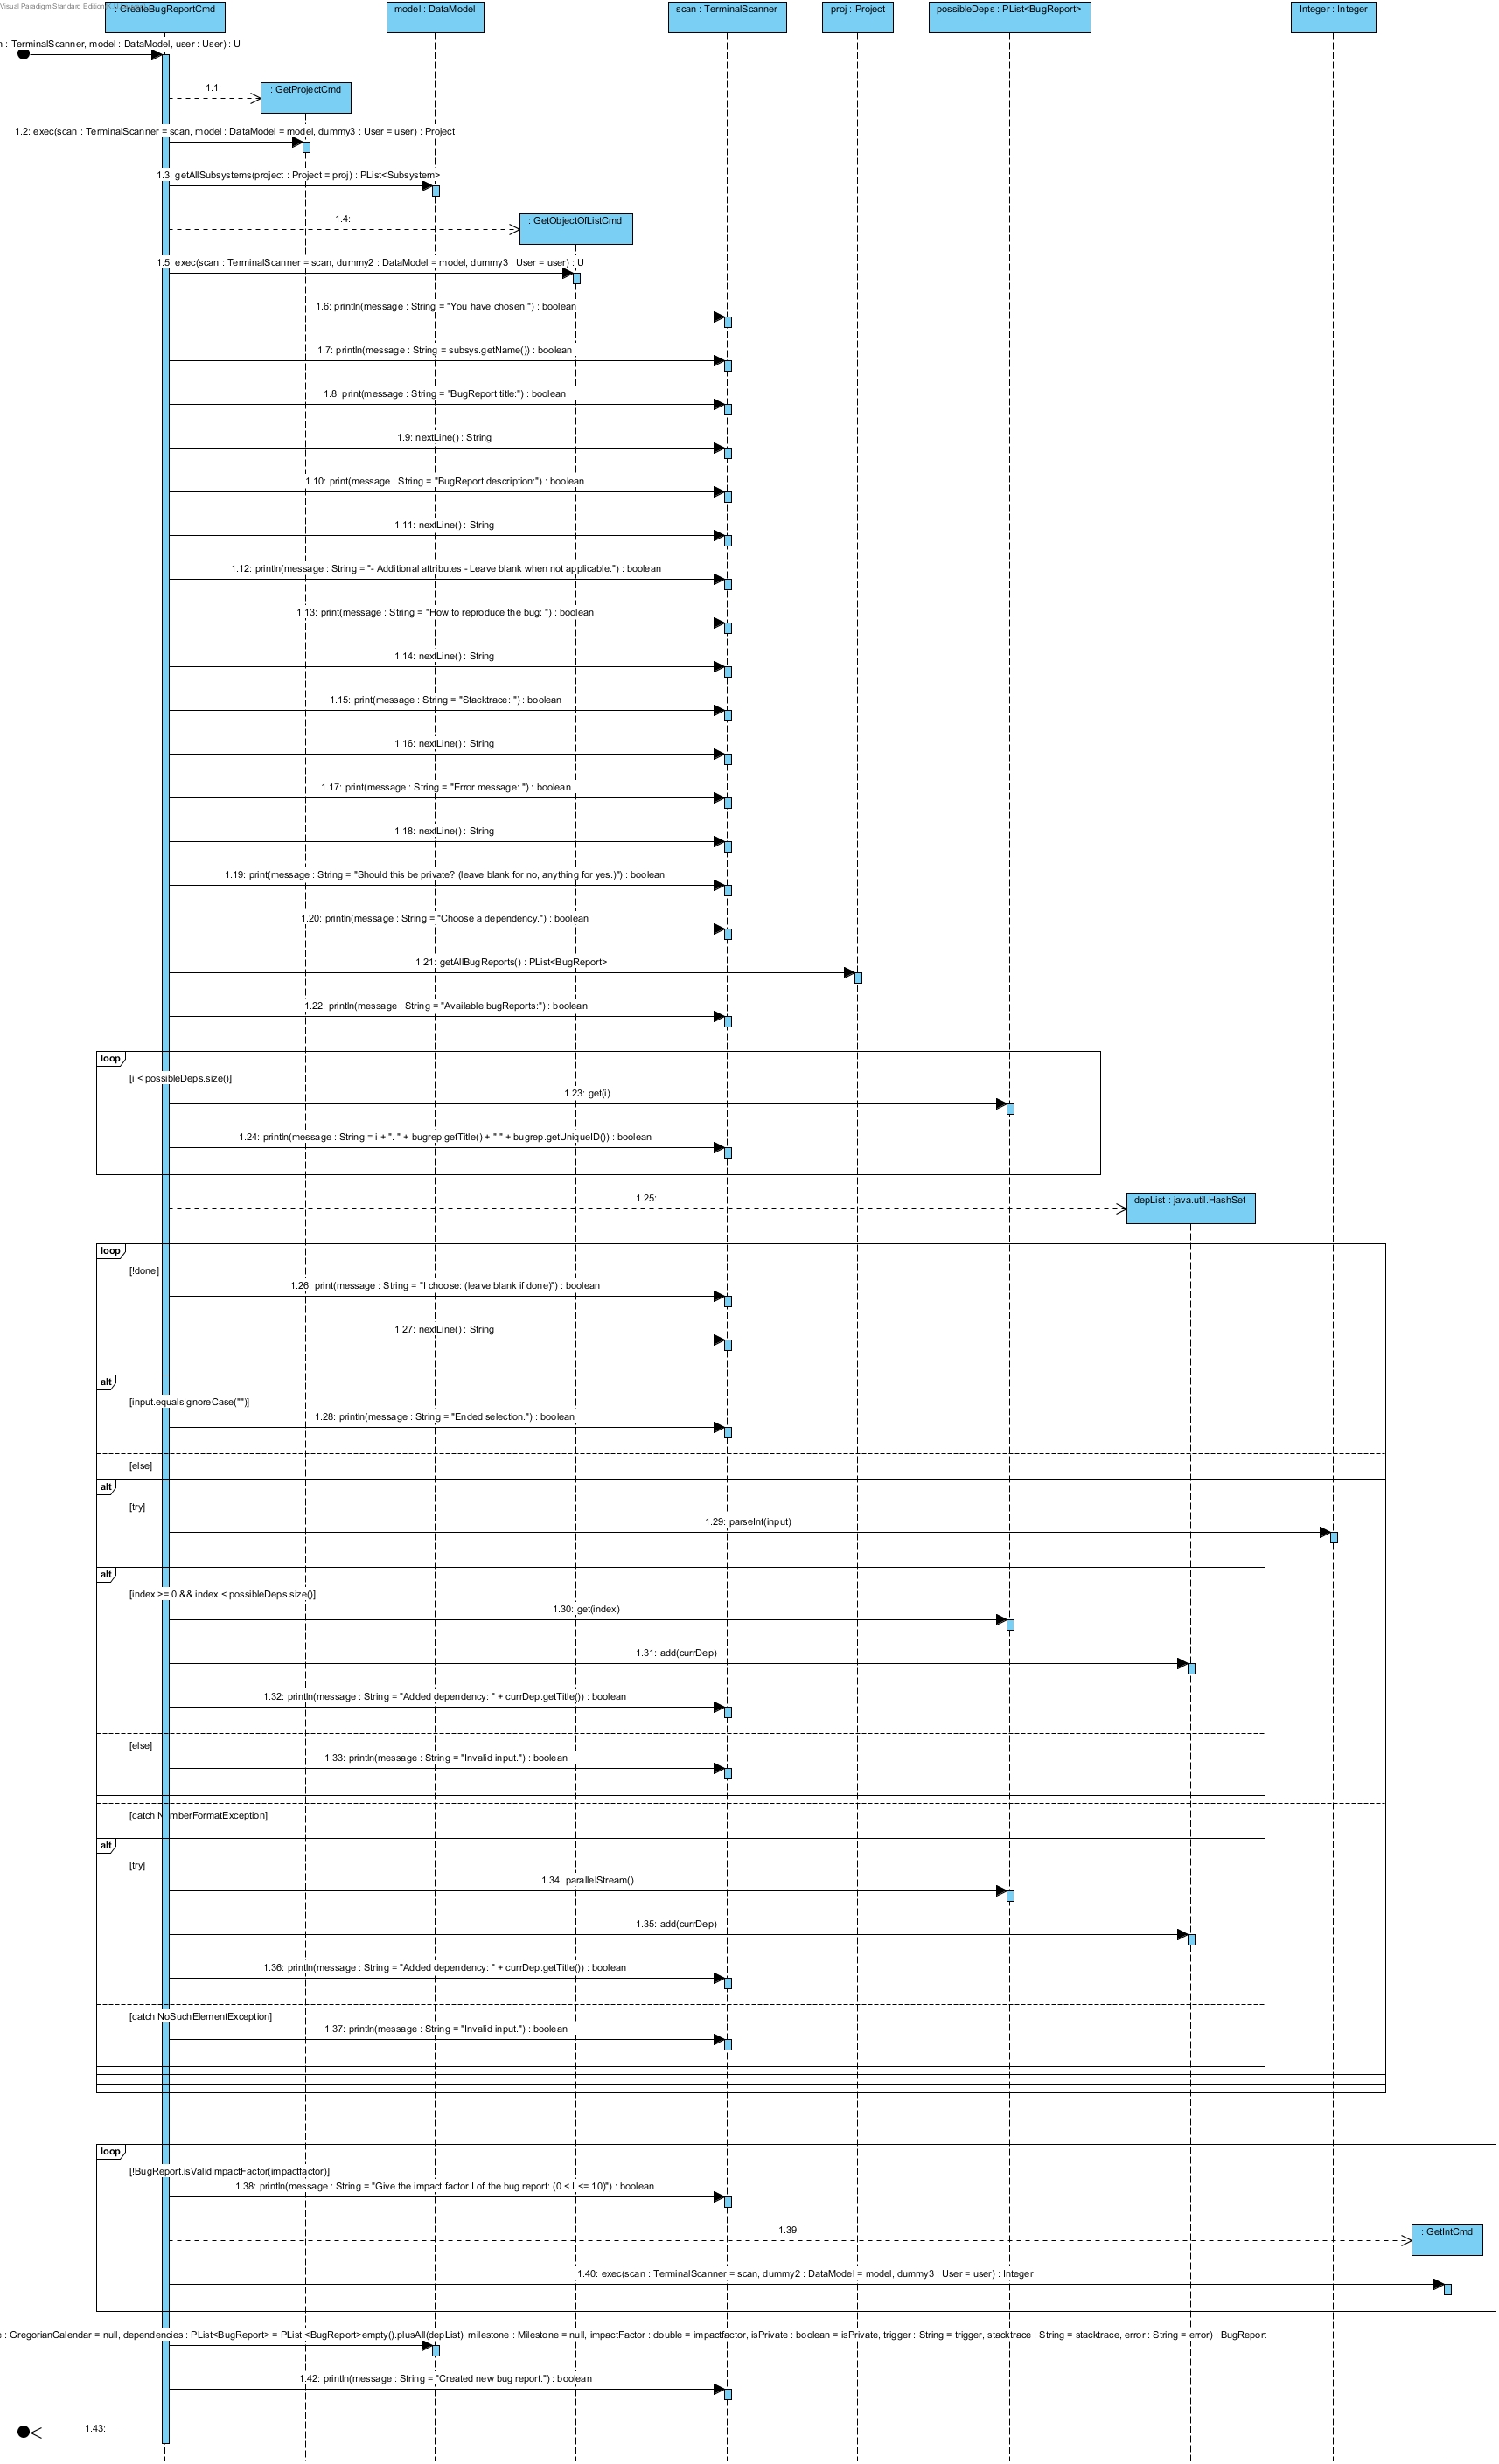 Visual Paradigm Standard Edition
: CreateBugReportCmd
model : DataModel
scan : TerminalScanner
proj : Project
possibleDeps : PList<BugReport>
Integer : Integer
: TerminalScanner, model : DataModel, user : User) : U
1.1:
: GetProjectCmd
1.2: exec(scan : TerminalScanner = scan, model : DataModel = model, dummy3 : User = user) : Project
1.3: getAllSubsystems(project : Project = proj) : PList<Subsystem>
1.4:
: GetObjectOfListCmd
1.5: exec(scan : TerminalScanner = scan, dummy2 : DataModel = model, dummy3 : User = user) : U
1.6: println(message : String = "You have chosen:") : boolean
1.7: println(message : String = subsys.getName()) : boolean
1.8: print(message : String = "BugReport title:") : boolean
1.9: nextLine() : String
1.10: print(message : String = "BugReport description:") : boolean
1.11: nextLine() : String
1.12: println(message : String = "- Additional attributes - Leave blank when not applicable.") : boolean
1.13: print(message : String = "How to reproduce the bug: ") : boolean
1.14: nextLine() : String
1.15: print(message : String = "Stacktrace: ") : boolean
1.16: nextLine() : String
1.17: print(message : String = "Error message: ") : boolean
1.18: nextLine() : String
1.19: print(message : String = "Should this be private? (leave blank for no, anything for yes.)") : boolean
1.20: println(message : String = "Choose a dependency.") : boolean
1.21: getAllBugReports() : PList<BugReport>
1.22: println(message : String = "Available bugReports:") : boolean
loop
[i < possibleDeps.size()]
1.23: get(i)
1.24: println(message : String = i + ". " + bugrep.getTitle() + " " + bugrep.getUniqueID()) : boolean
1.25:
depList : java.util.HashSet
loop
[!done]
1.26: print(message : String = "I choose: (leave blank if done)") : boolean
1.27: nextLine() : String
alt
[input.equalsIgnoreCase("")]
1.28: println(message : String = "Ended selection.") : boolean
[else]
alt
[try]
1.29: parseInt(input)
alt
[index >= 0 && index < possibleDeps.size()]
1.30: get(index)
1.31: add(currDep)
1.32: println(message : String = "Added dependency: " + currDep.getTitle()) : boolean
[else]
1.33: println(message : String = "Invalid input.") : boolean
[catch NumberFormatException]
alt
[try]
1.34: parallelStream()
1.35: add(currDep)
1.36: println(message : String = "Added dependency: " + currDep.getTitle()) : boolean
[catch NoSuchElementException]
1.37: println(message : String = "Invalid input.") : boolean
loop
[!BugReport.isValidImpactFactor(impactfactor)]
1.38: println(message : String = "Give the impact factor I of the bug report: (0 < I <= 10)") : boolean
1.39:
: GetIntCmd
1.40: exec(scan : TerminalScanner = scan, dummy2 : DataModel = model, dummy3 : User = user) : Integer
: GregorianCalendar = null, dependencies : PList<BugReport> = PList.<BugReport>empty().plusAll(depList), milestone : Milestone = null, impactFactor : double = impactfactor, isPrivate : boolean = isPrivate, trigger : String = trigger, stacktrace : String = stacktrace, error : String = error) : BugReport
1.42: println(message : String = "Created new bug report.") : boolean
1.43: